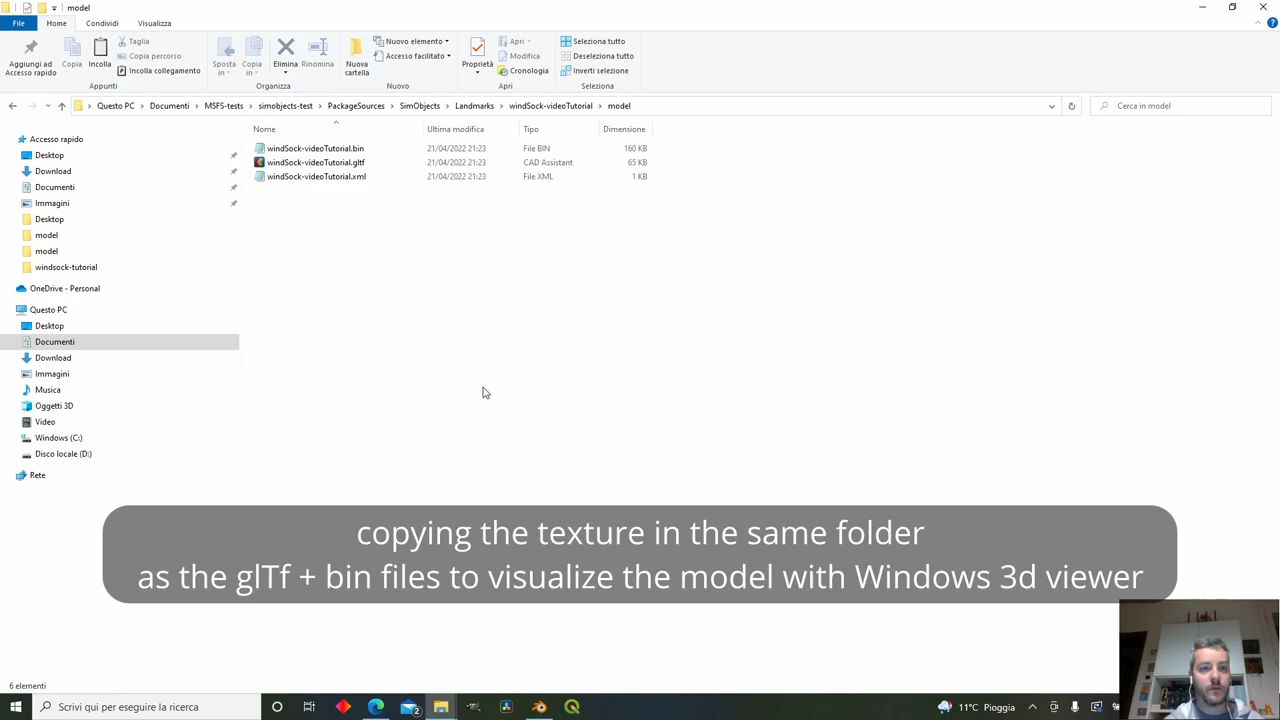 model
File
Home
Condividi
Visualizza
Aggiungi ad
Accesso rapido
Copia
Incolla
Taglia
Copia percorso
Incolla collegamento
Appunti
Sposta
in
Copia
in
Elimina
Rinomina
Organizza
Nuova
cartella
Nuovo elemento
Accesso facilitato
Nuovo
Proprietà
Apri
Modifica
Cronologia
Apri
Seleziona tutto
Deseleziona tutto
Inverti selezione
Selezione
Questo PC > Documenti > MSFS-tests > simobjects-test > PackageSources > SimObjects > Landmarks > windSock-videoTutorial > model
Cerca in model
Nome Ultima modifica Tipo Dimensione
windSock-videoTutorial.bin 21/04/2022 21:23 File BIN 160 KB
windSock-videoTutorial.gltf 21/04/2022 21:23 CAD Assistant 65 KB
windSock-videoTutorial.xml 21/04/2022 21:23 File XML 1 KB
Accesso rapido
Desktop
Download
Documenti
Immagini
Desktop
model
model
windsock-tutorial
OneDrive - Personal
Questo PC
Desktop
Documenti
Download
Immagini
Musica
Oggetti 3D
Video
Windows (C:)
Disco locale (D:)
Rete
copying the texture in the same folder
as the glTf + bin files to visualize the model with Windows 3d viewer
6 elementi
Scrivi qui per eseguire la ricerca
2
11°C Pioggia